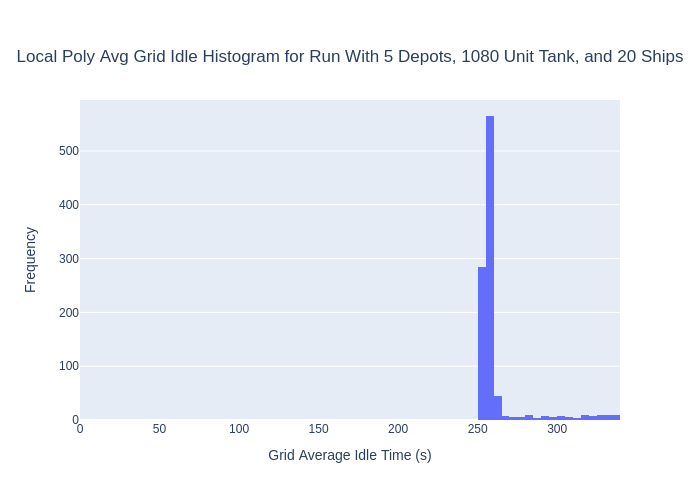 Local Poly Avg Grid Idle Histogram for Run With 5 Depots, 1080 Unit Tank, and 20 Ships
Frequency
500
400
300
200
100
0
0 50 100 150 200 250 300
Grid Average Idle Time (s)